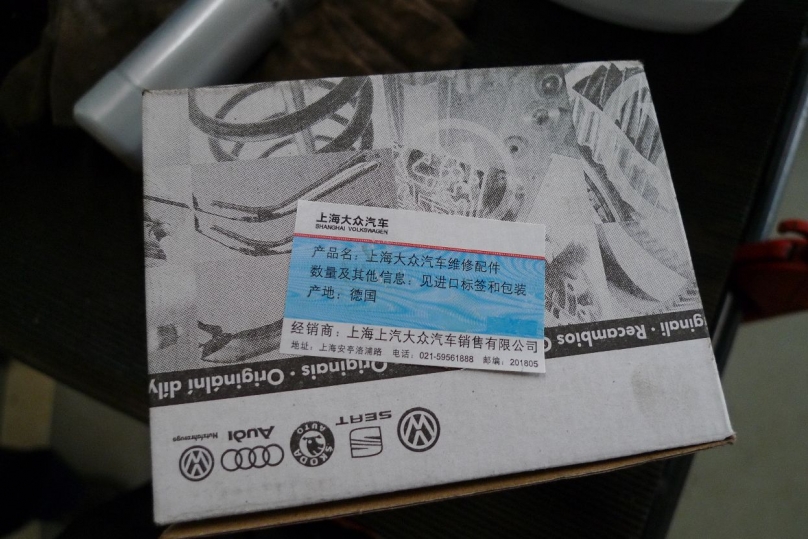 上海大众汽车
SHANGHAI VOLKSWAGEN
产品名：上海大众汽车维修配件
数量及其他信息：见进口标签和包装
产地：德国
经销商：上海上汽大众汽车销售有限公司
地址：上海安亭洛浦路 电话：021-59561888 邮编：201805
Originální díly · Originais ·
Recambios
SEAT
ŠKODA
AUTO
Audi
Nutzfahrzeuge